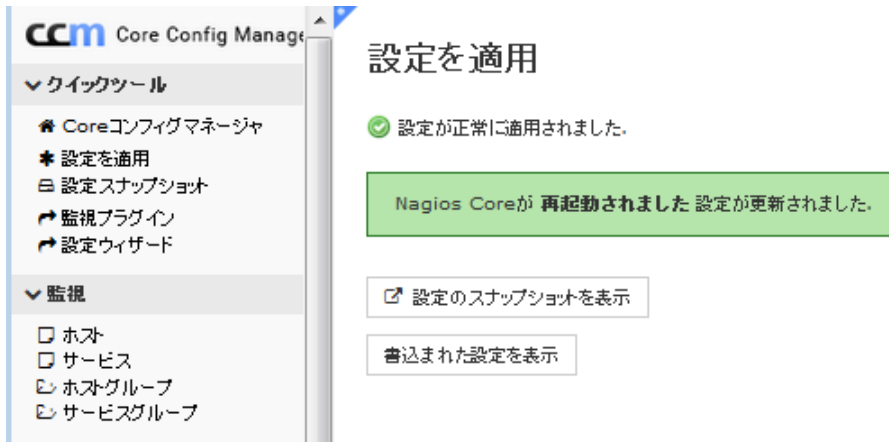 ccm Core Config Manage
クイックツール
Coreコンフィグマネージャ
設定を適用
設定スナップショット
監視プラグイン
設定ウィザード
監視
ホスト
サービス
ホストグループ
サービスグループ
設定を適用
設定が正常に適用されました.
Nagios Coreが 再起動されました 設定が更新されました.
設定のスナップショットを表示
書込まれた設定を表示